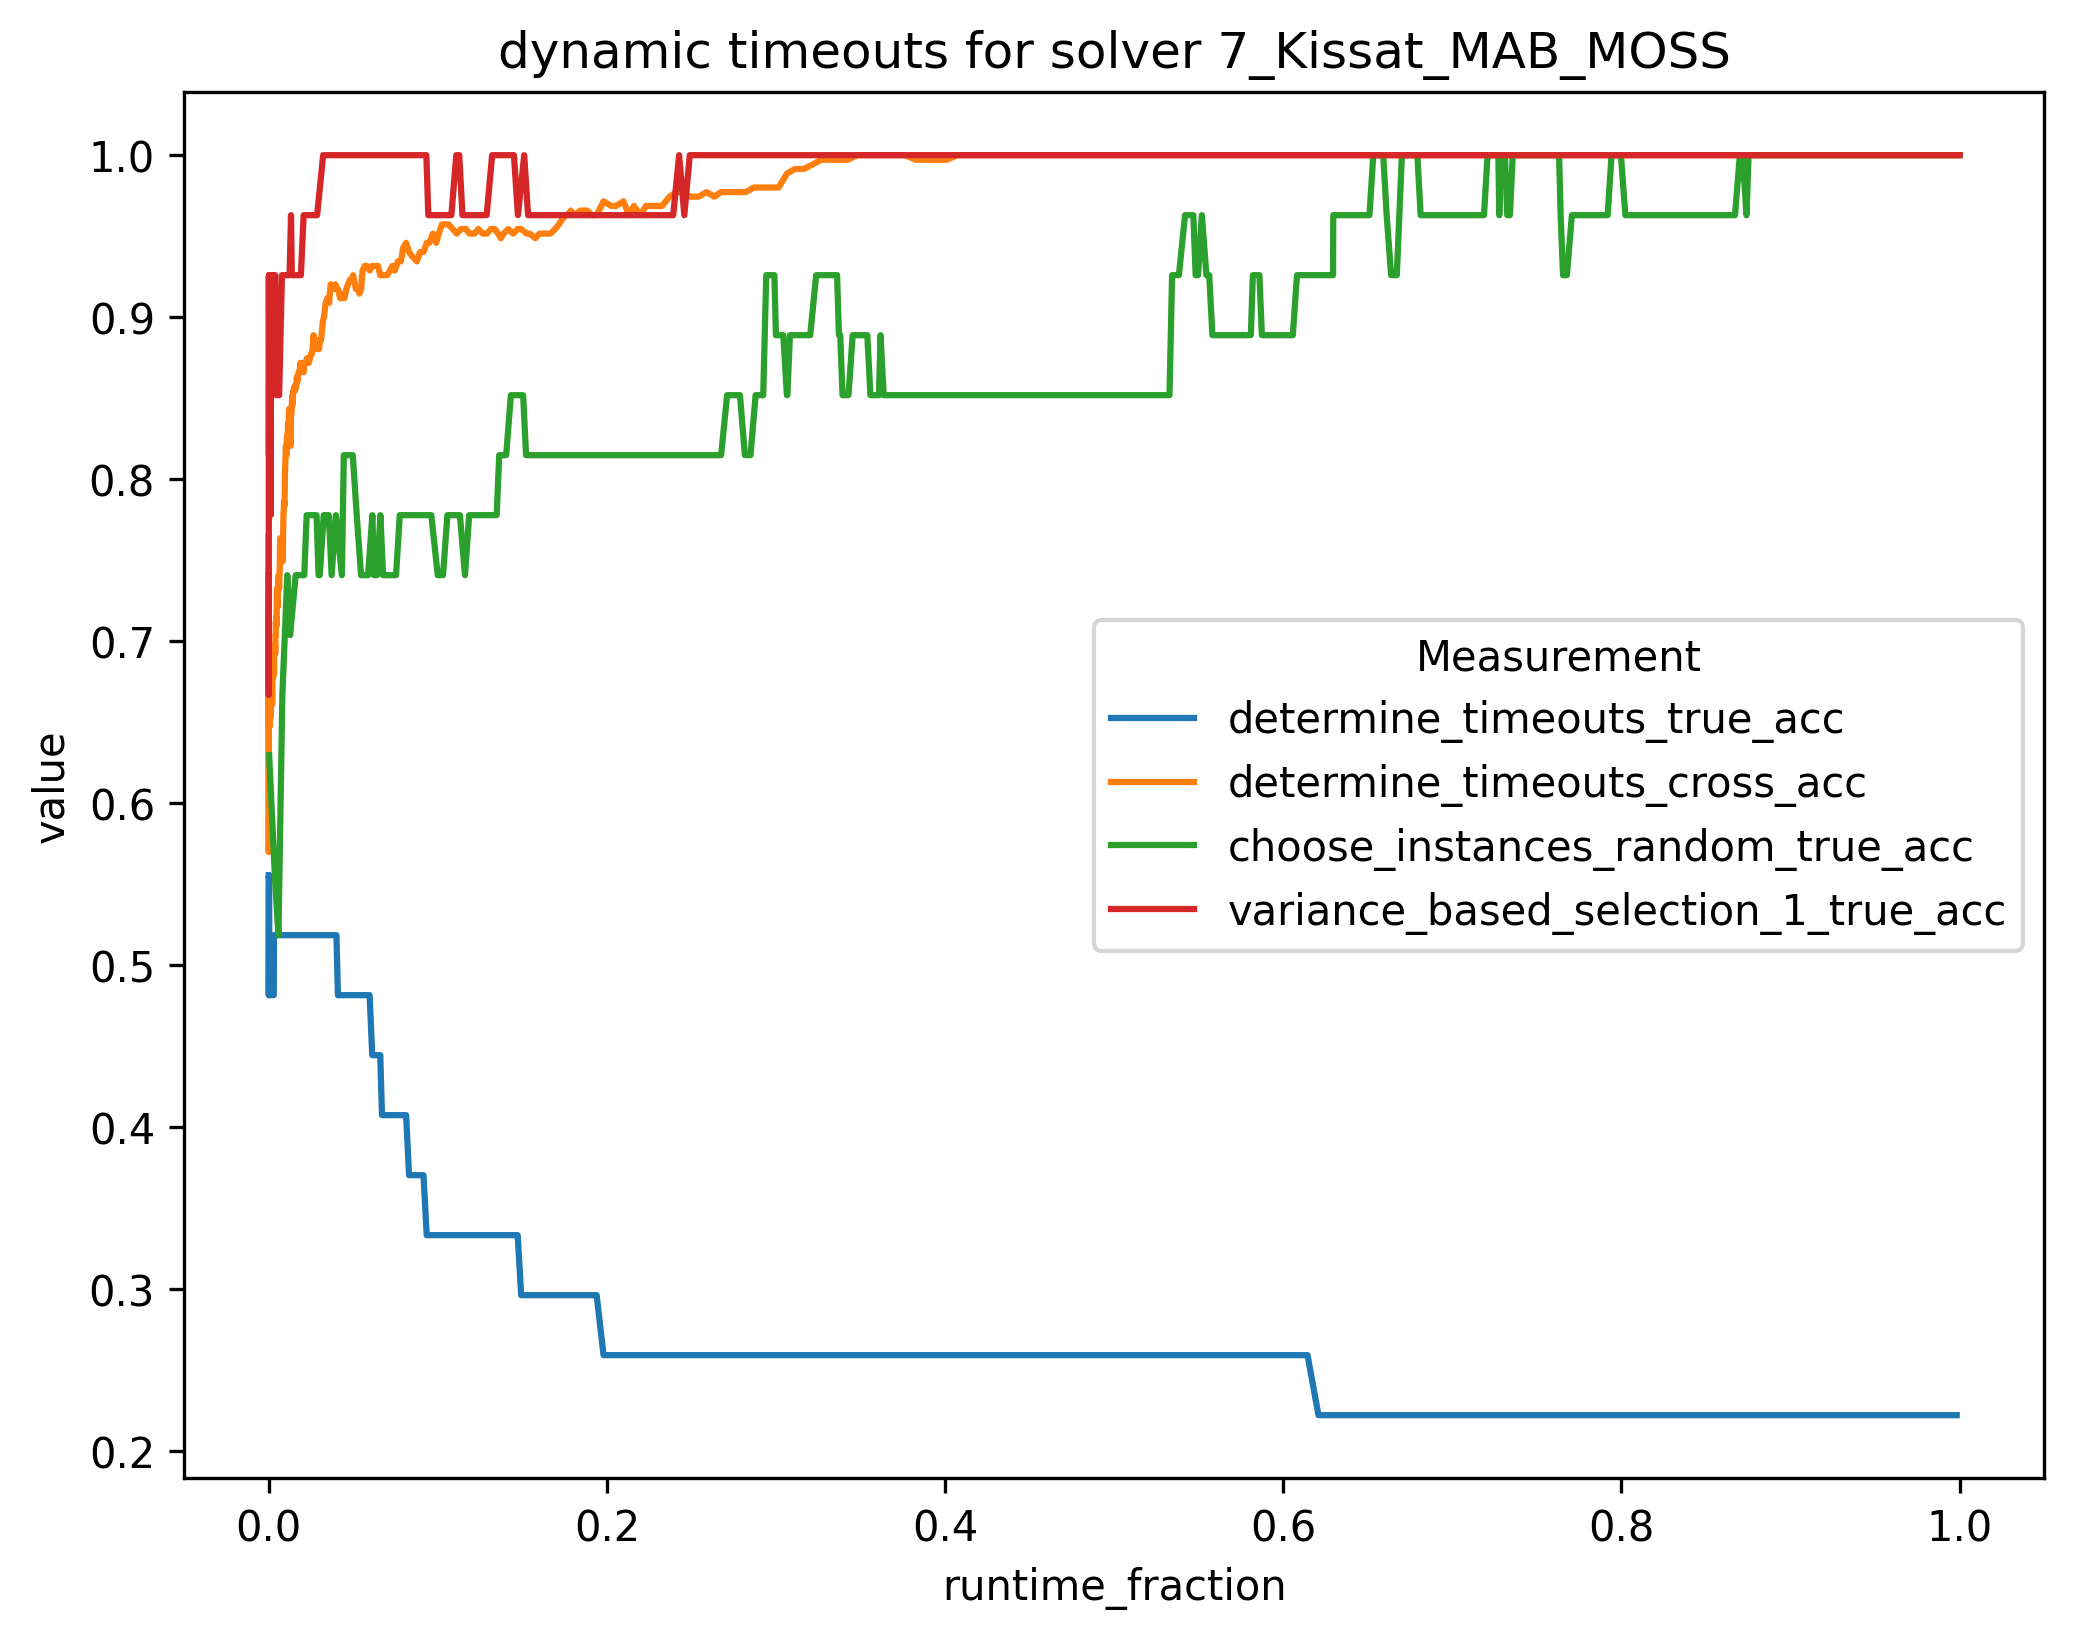 dynamic timeouts for solver 7_Kissat_MAB_MOSS
1.0
0.9
0.8
0.7
0.6
0.5
0.4
0.3
0.2
value
Measurement
determine_timeouts_true_acc
determine_timeouts_cross_acc
choose_instances_random_true_acc
variance_based_selection_1_true_acc
0.0 0.2 0.4 0.6 0.8 1.0
runtime_fraction